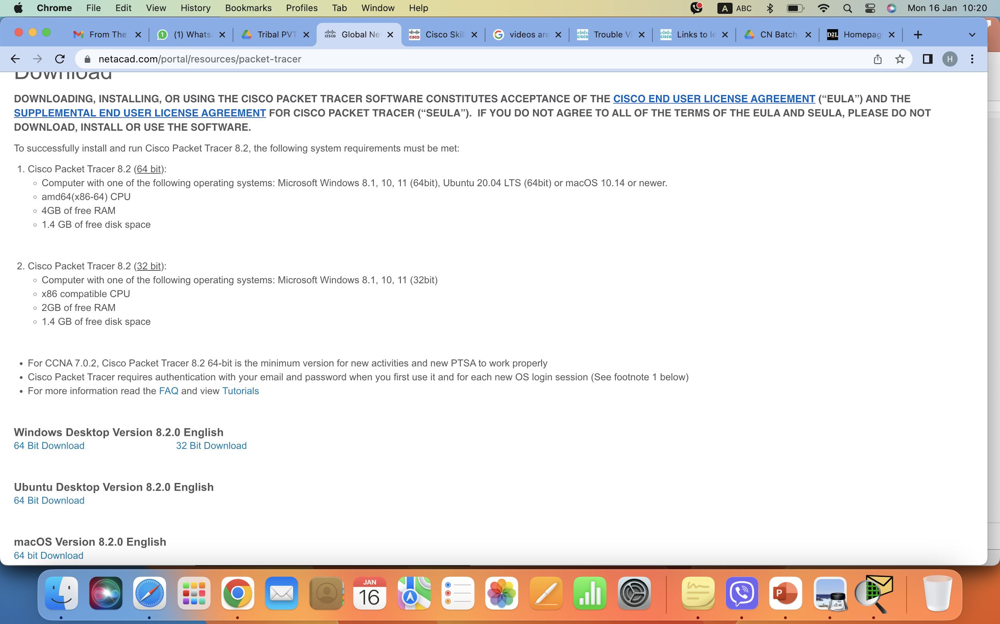 Chrome File Edit View History Bookmarks Profiles Tab Window Help A ABC Mon 16 Jan 10:20
From The (1) Whats Tribal PVT Global Ne Cisco Skill videos are Trouble Vi Links to le CN Batch D2L Homepag
netacad.com/portal/resources/packet-tracer H
Download
DOWNLOADING, INSTALLING, OR USING THE CISCO PACKET TRACER SOFTWARE CONSTITUTES ACCEPTANCE OF THE CISCO END USER LICENSE AGREEMENT (“EULA”) AND THE
SUPPLEMENTAL END USER LICENSE AGREEMENT FOR CISCO PACKET TRACER (“SEULA”).  IF YOU DO NOT AGREE TO ALL OF THE TERMS OF THE EULA AND SEULA, PLEASE DO NOT
DOWNLOAD, INSTALL OR USE THE SOFTWARE.
To successfully install and run Cisco Packet Tracer 8.2, the following system requirements must be met:
1. Cisco Packet Tracer 8.2 (64 bit):
◦ Computer with one of the following operating systems: Microsoft Windows 8.1, 10, 11 (64bit), Ubuntu 20.04 LTS (64bit) or macOS 10.14 or newer.
◦ amd64(x86-64) CPU
◦ 4GB of free RAM
◦ 1.4 GB of free disk space
2. Cisco Packet Tracer 8.2 (32 bit):
◦ Computer with one of the following operating systems: Microsoft Windows 8.1, 10, 11 (32bit)
◦ x86 compatible CPU
◦ 2GB of free RAM
◦ 1.4 GB of free disk space
• For CCNA 7.0.2, Cisco Packet Tracer 8.2 64-bit is the minimum version for new activities and new PTSA to work properly
• Cisco Packet Tracer requires authentication with your email and password when you first use it and for each new OS login session (See footnote 1 below)
• For more information read the FAQ and view Tutorials
Windows Desktop Version 8.2.0 English
64 Bit Download 32 Bit Download
Ubuntu Desktop Version 8.2.0 English
64 Bit Download
macOS Version 8.2.0 English
64 bit Download
JAN
16
P